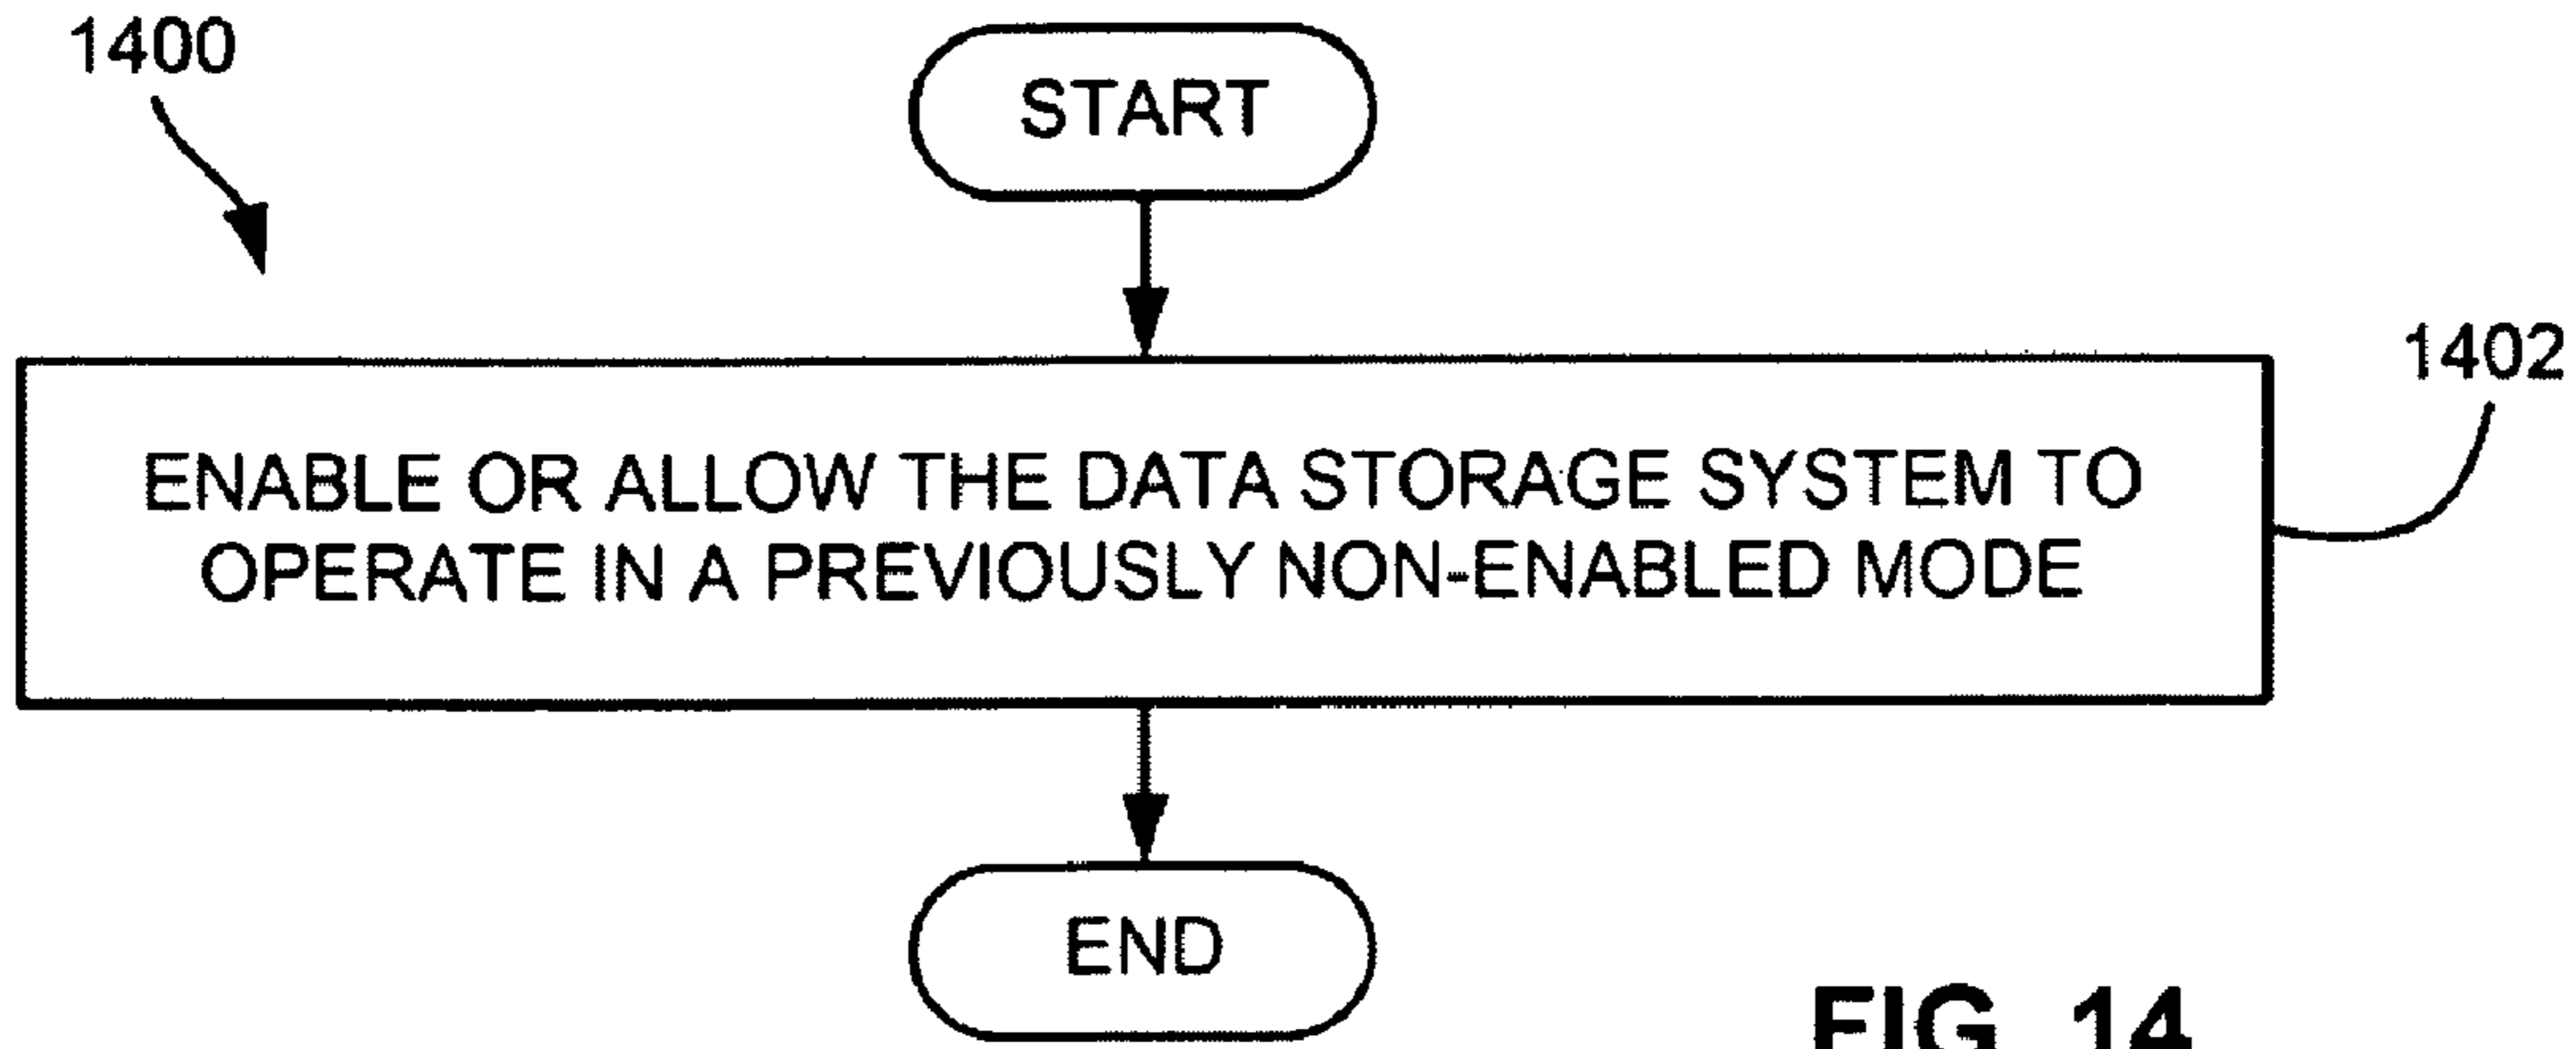 1400
START
1402
ENABLE OR ALLOW THE DATA STORAGE SYSTEM TO
OPERATE IN A PREVIOUSLY NON-ENABLED MODE
END
FIG. 14